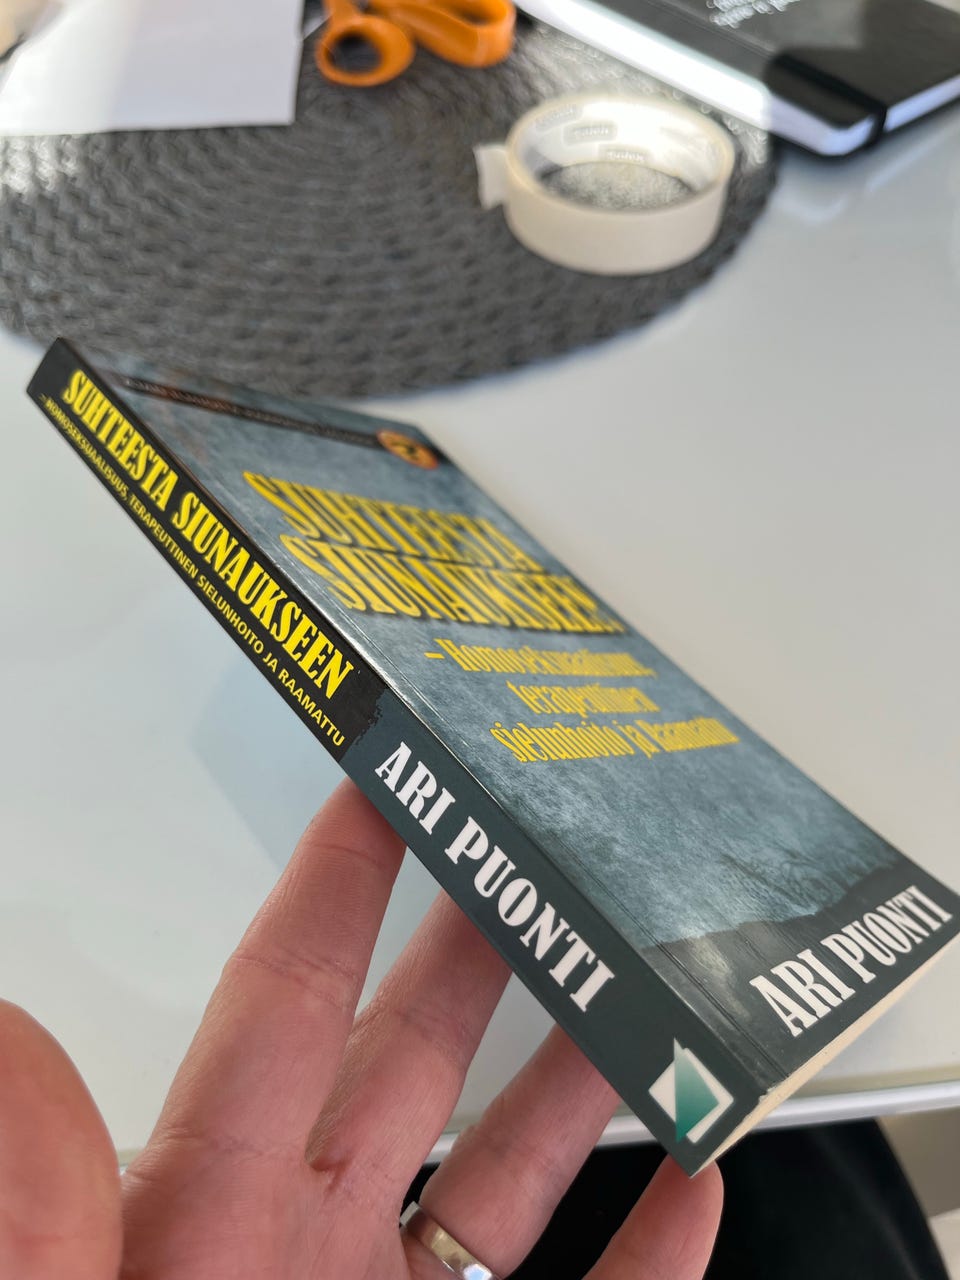 SUHTEESTA SIUNAUKSEEN
– HOMOSEKSUAALISUUS, TERAPEUTTINEN SIELUNHOITO JA RAAMATTU
ARI PUONTI
SUHTEESTA
SIUNAUKSEEN
– Homoseksuaalisuus,
terapeuttinen
sielunhoito ja Raamattu
ARI PUONTI